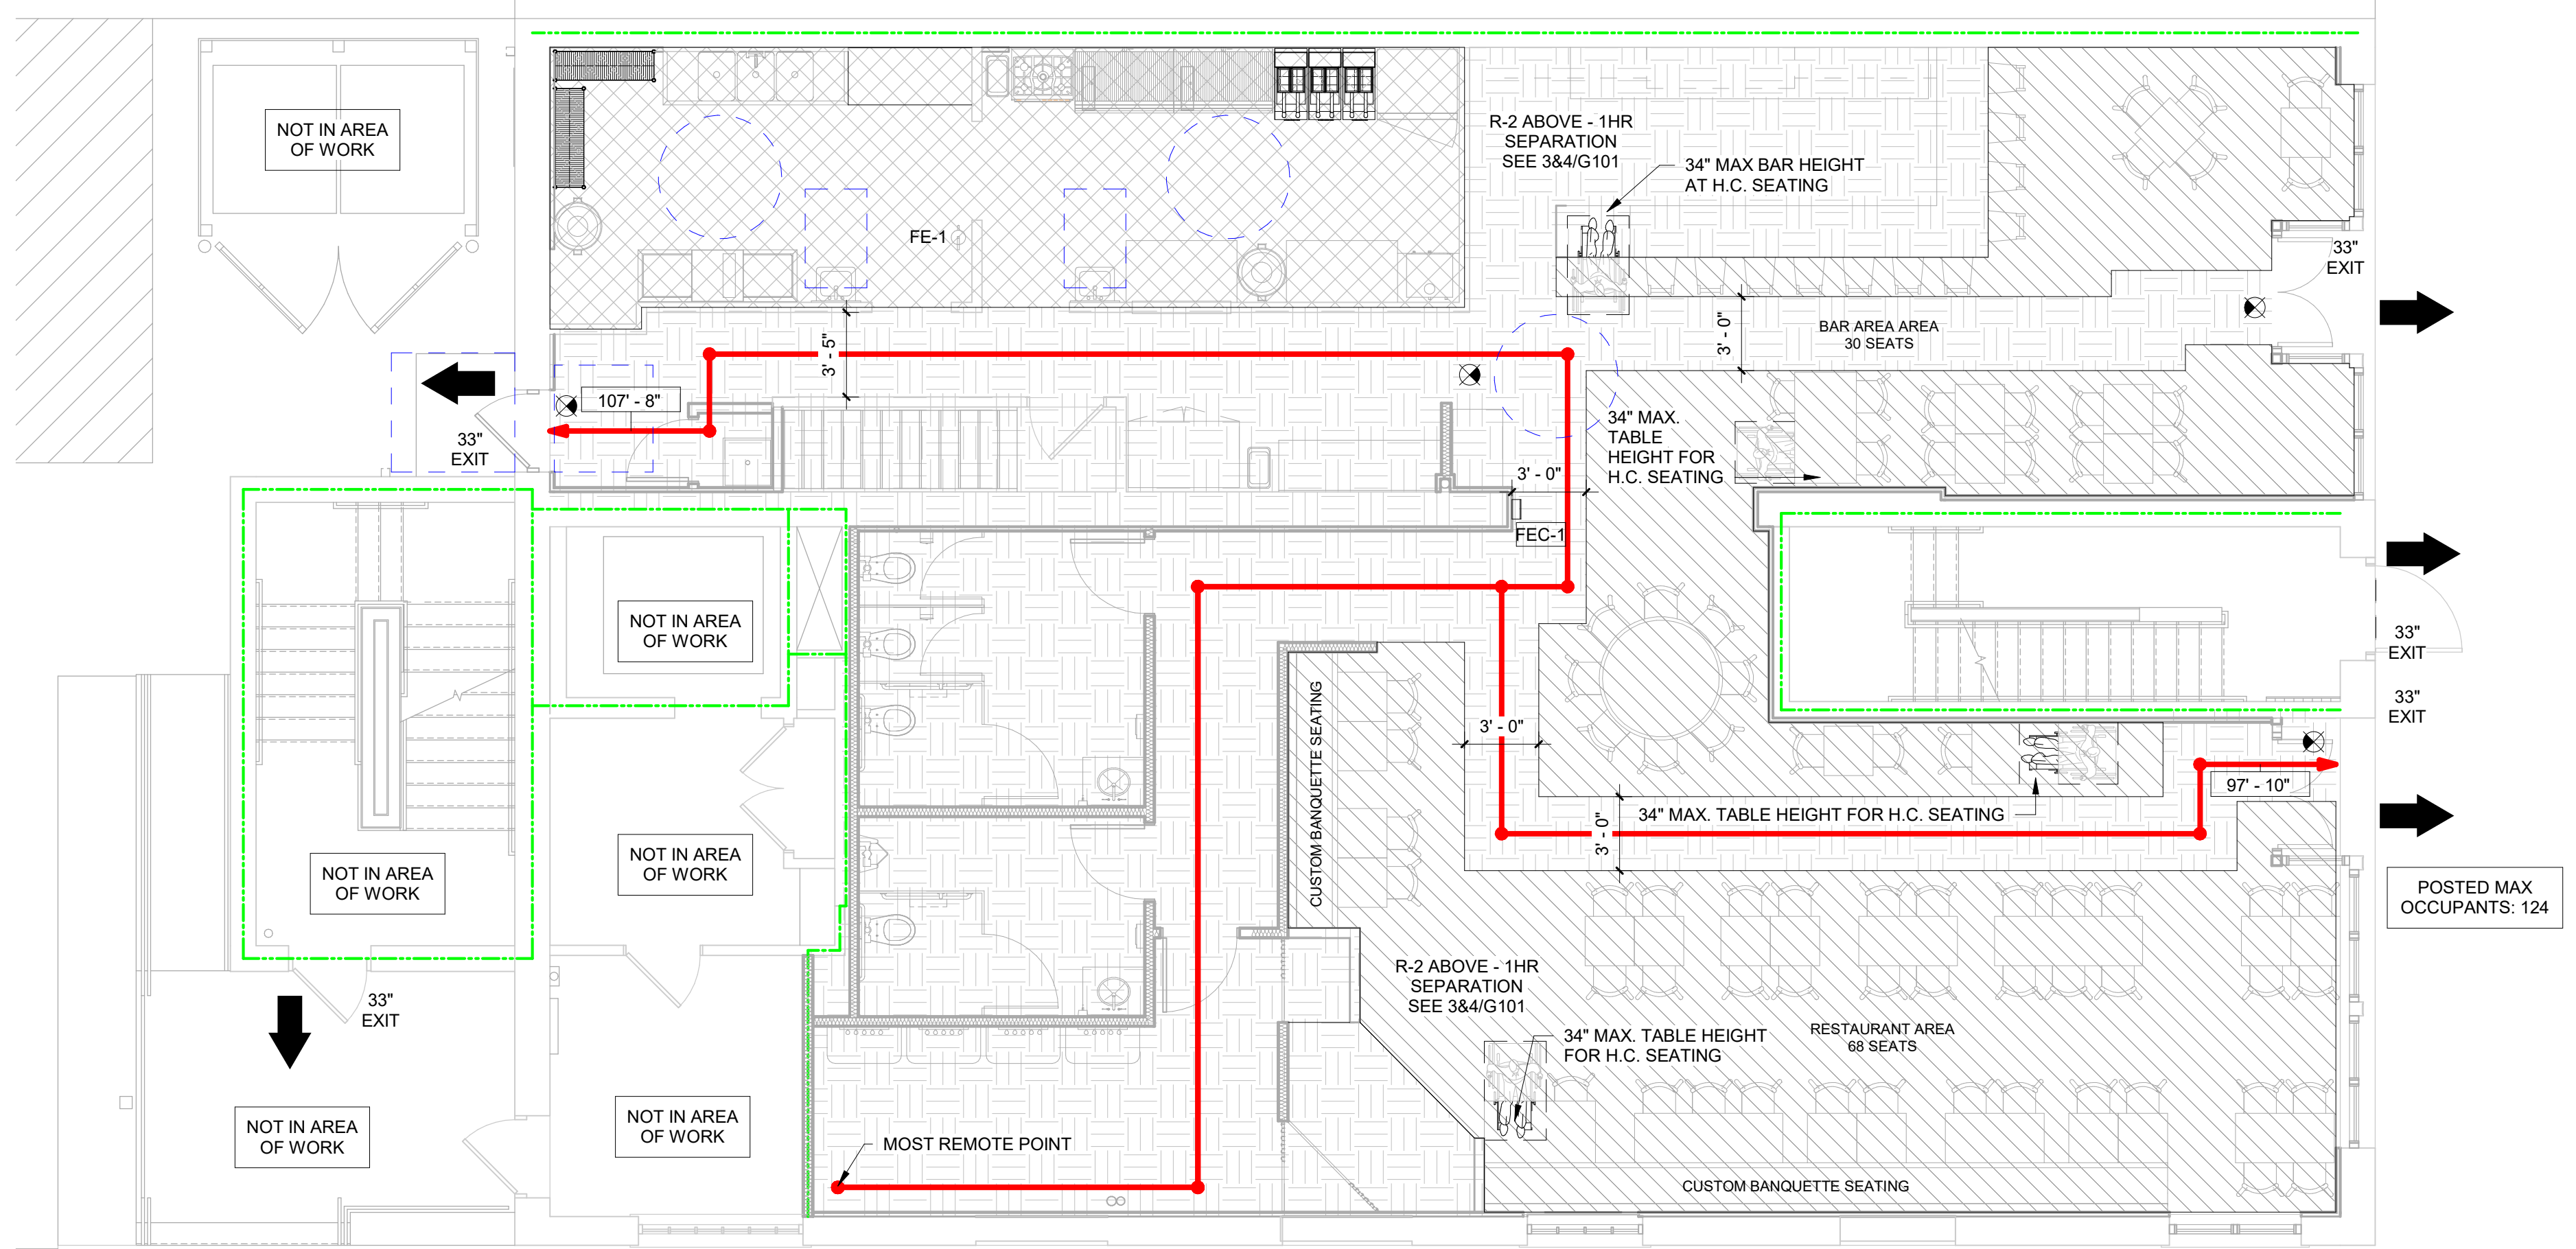 NOT IN AREA
OF WORK
R-2 ABOVE - 1HR
SEPARATION
SEE 3&4/G101
34" MAX BAR HEIGHT
AT H.C. SEATING
FE-1
33"
EXIT
BAR AREA AREA
30 SEATS
3' - 0"
3' - 5"
107' - 8"
33"
EXIT
34" MAX.
TABLE
HEIGHT FOR
H.C. SEATING
3' - 0"
FEC-1
NOT IN AREA
OF WORK
33"
EXIT
33"
EXIT
CUSTOM BANQUETTE SEATING
3' - 0"
97' - 10"
34" MAX. TABLE HEIGHT FOR H.C. SEATING
3' - 0"
NOT IN AREA
OF WORK
NOT IN AREA
OF WORK
POSTED MAX
OCCUPANTS: 124
R-2 ABOVE - 1HR
SEPARATION
SEE 3&4/G101
33"
EXIT
RESTAURANT AREA
68 SEATS
34" MAX. TABLE HEIGHT
FOR H.C. SEATING
NOT IN AREA
OF WORK
NOT IN AREA
OF WORK
MOST REMOTE POINT
CUSTOM BANQUETTE SEATING